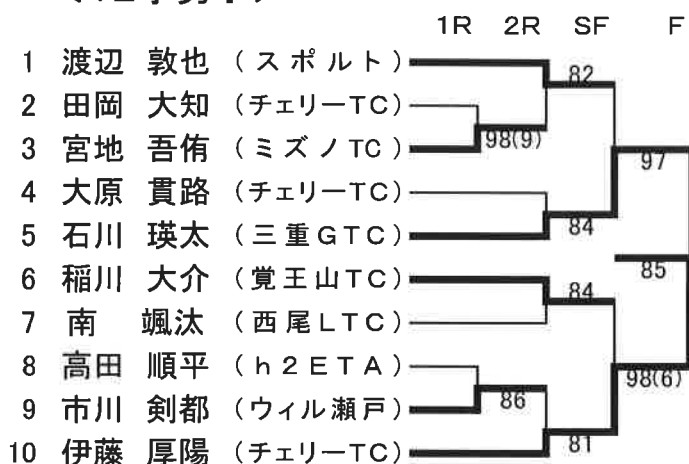 1R 2R SF F
1 渡辺 敦也 (スポルト)
82
2 田岡 大知 (チェリーTC)
98(9)
3 宮地 吾侑 (ミズノTC)
97
4 大原 貫路 (チェリーTC)
84
5 石川 瑛太 (三重GTC)
85
6 稲川 大介 (覚王山TC)
84
7 南 颯汰 (西尾LTC)
8 高田 順平 (h2ETA)
98(6)
86
9 市川 剣都 (ウィル瀬戸)
81
10 伊藤 厚陽 (チェリーTC)